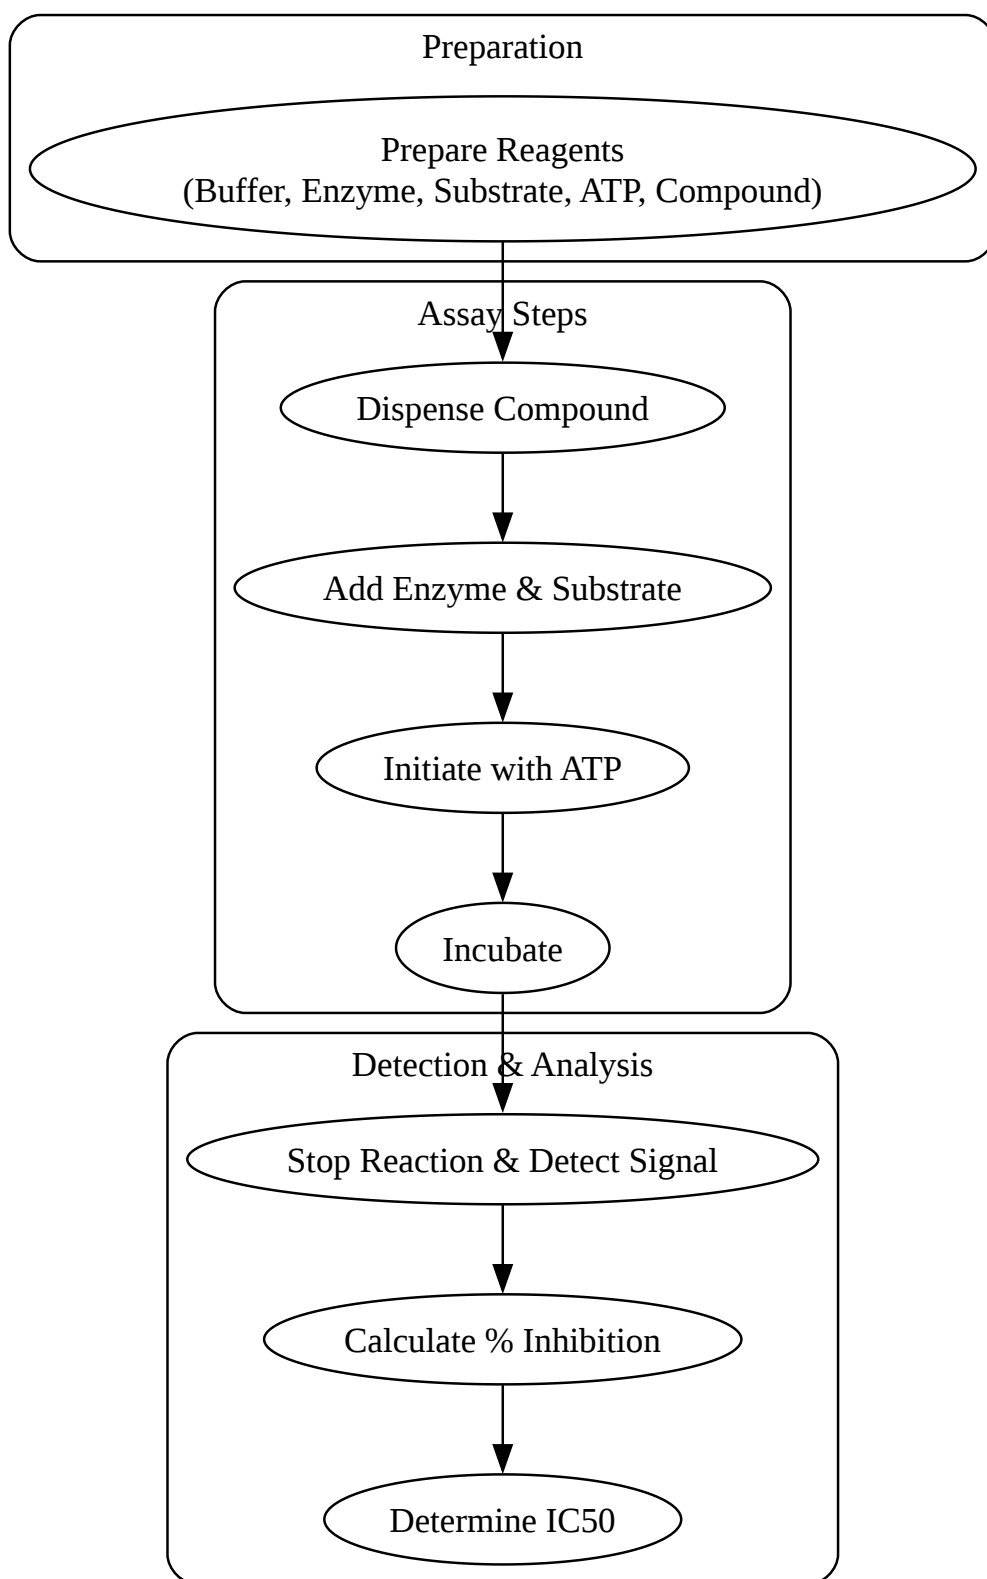 Preparation
Prepare Reagents
(Buffer, Enzyme, Substrate, ATP, Compound)
Assay Steps
Dispense Compound
Add Enzyme & Substrate
Initiate with ATP
Incubate
Detection & Analysis
Stop Reaction & Detect Signal
Calculate % Inhibition
Determine IC50